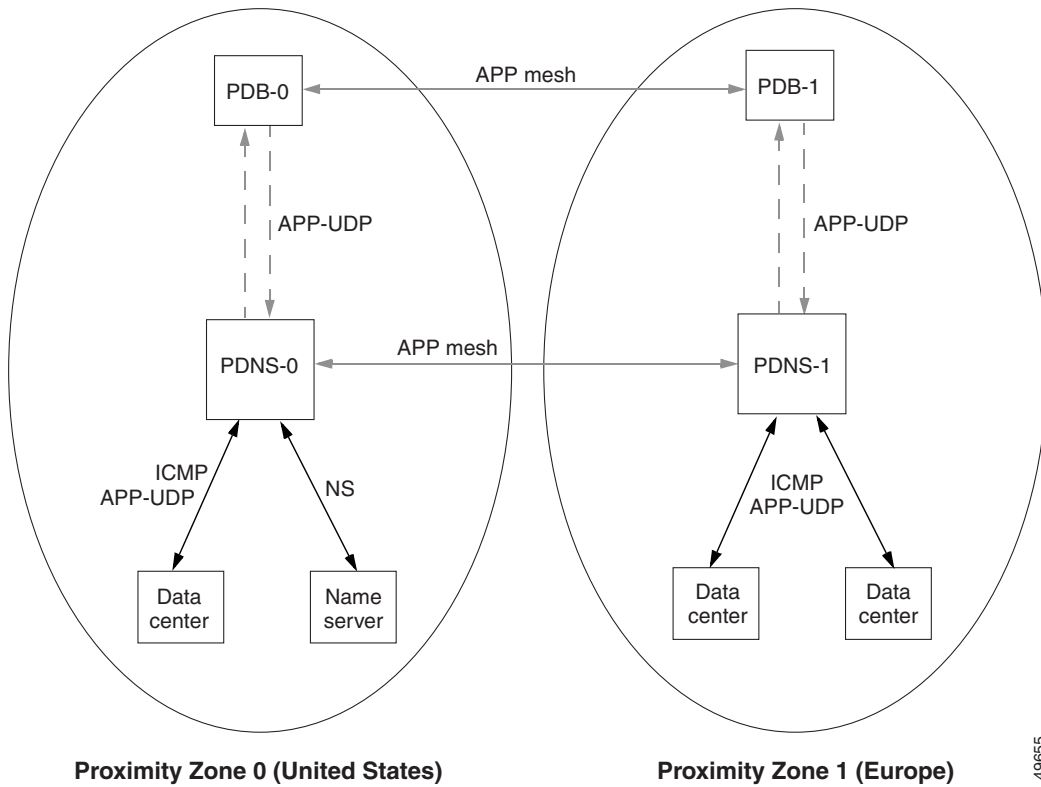 PDB-0
APP mesh
PDB-1
APP-UDP
APP-UDP
PDNS-0
APP mesh
PDNS-1
ICMP
APP-UDP
NS
ICMP
APP-UDP
Data
center
Name
server
Data
center
Data
center
Proximity Zone 0 (United States)
Proximity Zone 1 (Europe)
49655